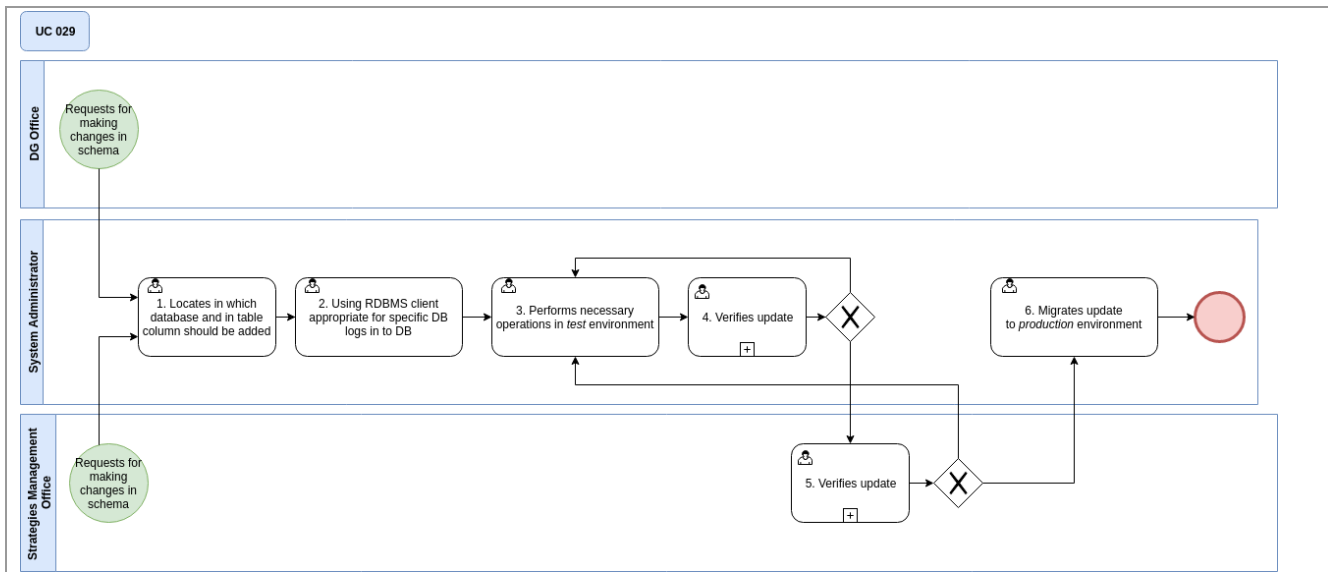 UC 029
DG Office
Requests for
making
changes in
schema
System Administrator
1. Locates in which
database and in table
column should be added
2. Using RDBMS client
appropriate for specific DB
logs in to DB
3. Performs necessary
operations in test environment
4. Verifies update
6. Migrates update
to production environment
Strategies Management
Office
Requests for
making
changes in
schema
5. Verifies update